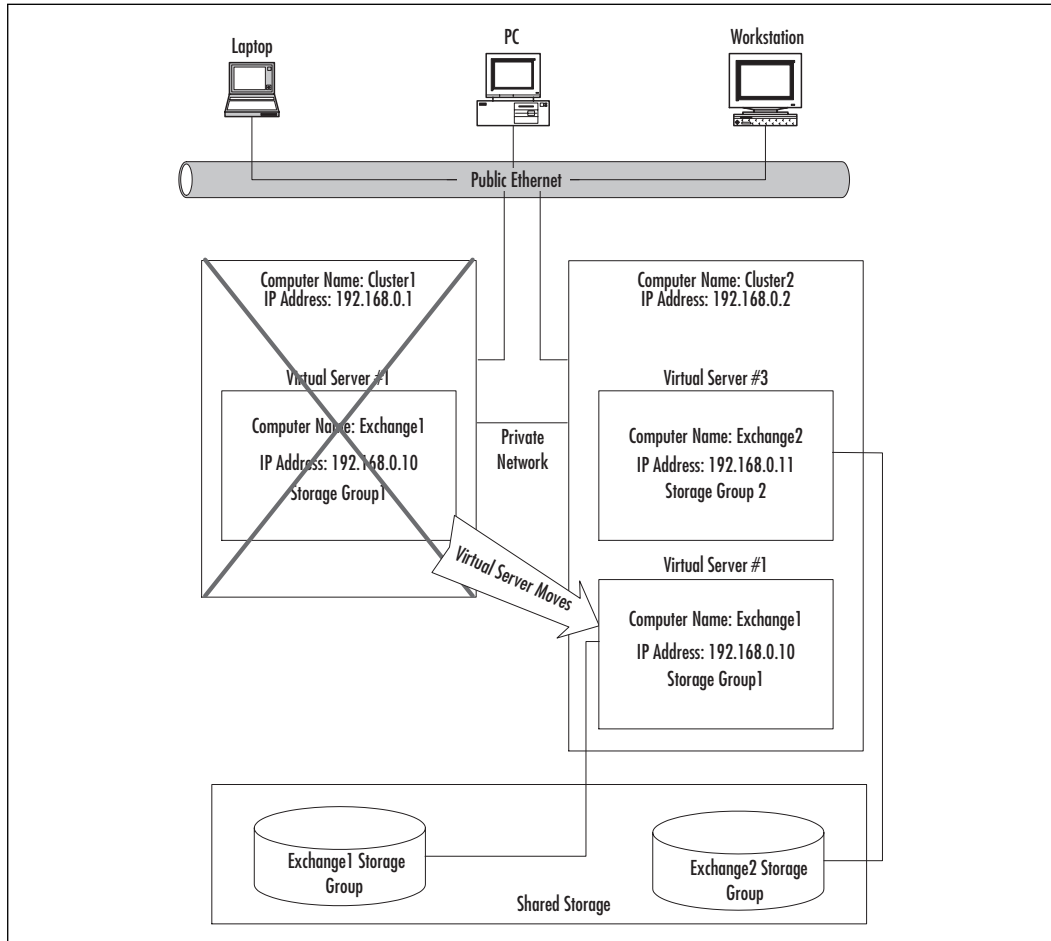 Laptop
PC
Workstation
Public Ethernet
Computer Name: Cluster1
IP Address: 192.168.0.1
Virtual Server #1
Computer Name: Exchange1
IP Address: 192.168.0.10
Storage Group1
Private
Network
Computer Name: Cluster2
IP Address: 192.168.0.2
Virtual Server #3
Computer Name: Exchange2
IP Address: 192.168.0.11
Storage Group 2
Virtual Server Moves
Virtual Server #1
Computer Name: Exchange1
IP Address: 192.168.0.10
Storage Group1
Exchange1 Storage
Group
Exchange2 Storage
Group
Shared Storage